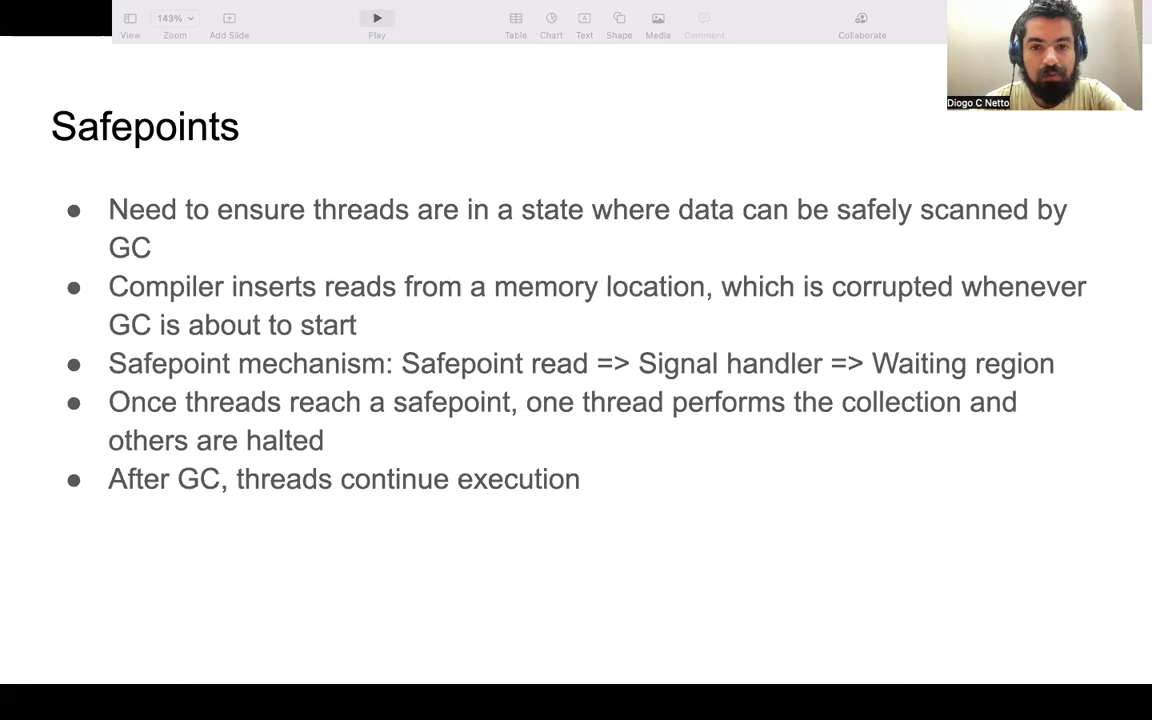 143%
View
Zoom
Add Slide
Play
Table
Chart
Text
Shape
Media
Comment
Collaborate
Diogo C Netto
Safepoints
● Need to ensure threads are in a state where data can be safely scanned by
GC
● Compiler inserts reads from a memory location, which is corrupted whenever
GC is about to start
● Safepoint mechanism: Safepoint read => Signal handler => Waiting region
● Once threads reach a safepoint, one thread performs the collection and
others are halted
● After GC, threads continue execution